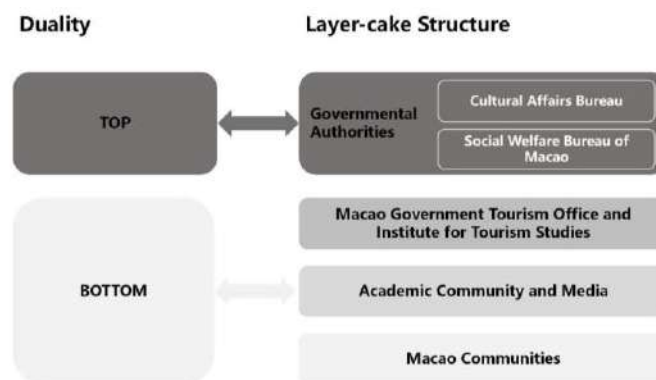 Duality
Layer-cake Structure
TOP
Governmental
Authorities
Cultural Affairs Bureau
Social Welfare Bureau of
Macao
BOTTOM
Macao Government Tourism Office and
Institute for Tourism Studies
Academic Community and Media
Macao Communities